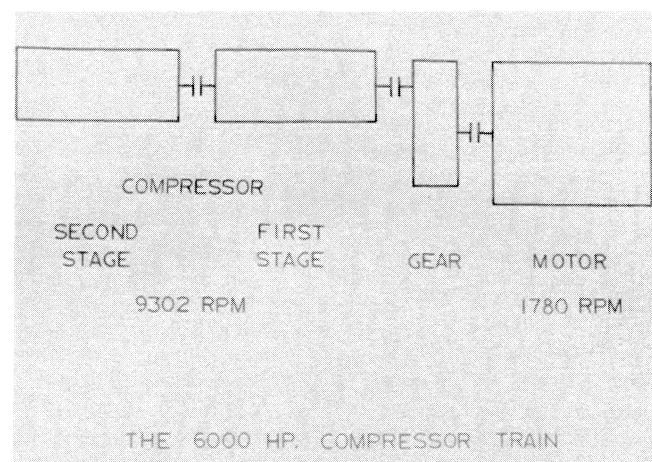 COMPRESSOR
SECOND STAGE
FIRST STAGE
GEAR
MOTOR
9302 RPM
1780 RPM
THE 6000 HP. COMPRESSOR TRAIN